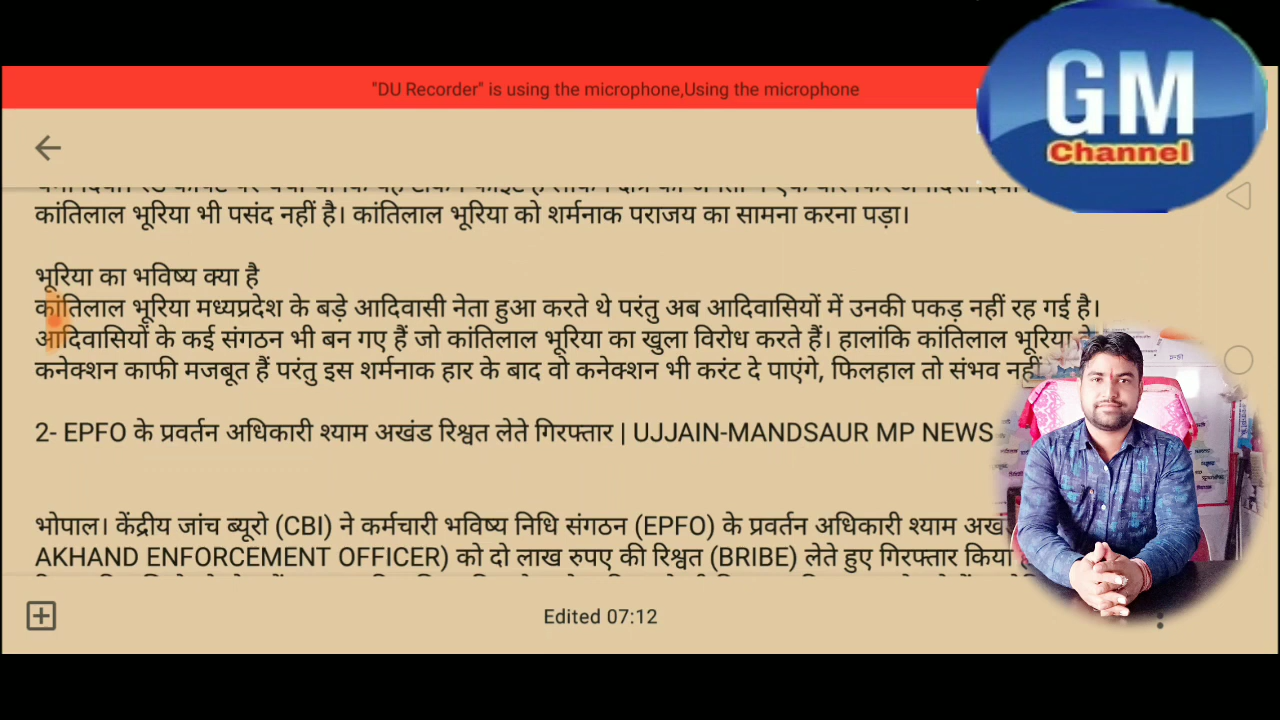 "DU Recorder" is using the microphone,Using the microphone
GM
Channel
कांतिलाल भूरिया भी पसंद नहीं है। कांतिलाल भूरिया को शर्मनाक पराजय का सामना करना पड़ा।
भूरिया का भविष्य क्या है
कांतिलाल भूरिया मध्यप्रदेश के बड़े आदिवासी नेता हुआ करते थे परंतु अब आदिवासियों में उनकी पकड़ नहीं रह गई है।
आदिवासियों के कई संगठन भी बन गए हैं जो कांतिलाल भूरिया का खुला विरोध करते हैं। हालांकि कांतिलाल भूरिया
कनेक्शन काफी मजबूत हैं परंतु इस शर्मनाक हार के बाद वो कनेक्शन भी करंट दे पाएंगे, फिलहाल तो संभव नहीं
2- EPFO के प्रवर्तन अधिकारी श्याम अखंड रिश्वत लेते गिरफ्तार | UJJAIN-MANDSAUR MP NEWS
भोपाल। केंद्रीय जांच ब्यूरो (CBI) ने कर्मचारी भविष्य निधि संगठन (EPFO) के प्रवर्तन अधिकारी श्याम
AKHAND ENFORCEMENT OFFICER) को दो लाख रुपए की रिश्वत (BRIBE) लेते हुए गिरफ्तार किया
Edited 07:12